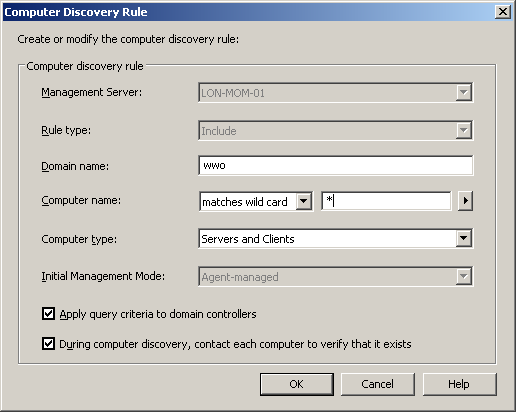 Computer Discovery Rule
Create or modify the computer discovery rule:
Computer discovery rule
Management Server: LON-MOM-01
Rule type: Include
Domain name: wwo
Computer name: matches wild card *
Computer type: Servers and Clients
Initial Management Mode: Agent-managed
Apply query criteria to domain controllers
During computer discovery, contact each computer to verify that it exists
OK Cancel Help